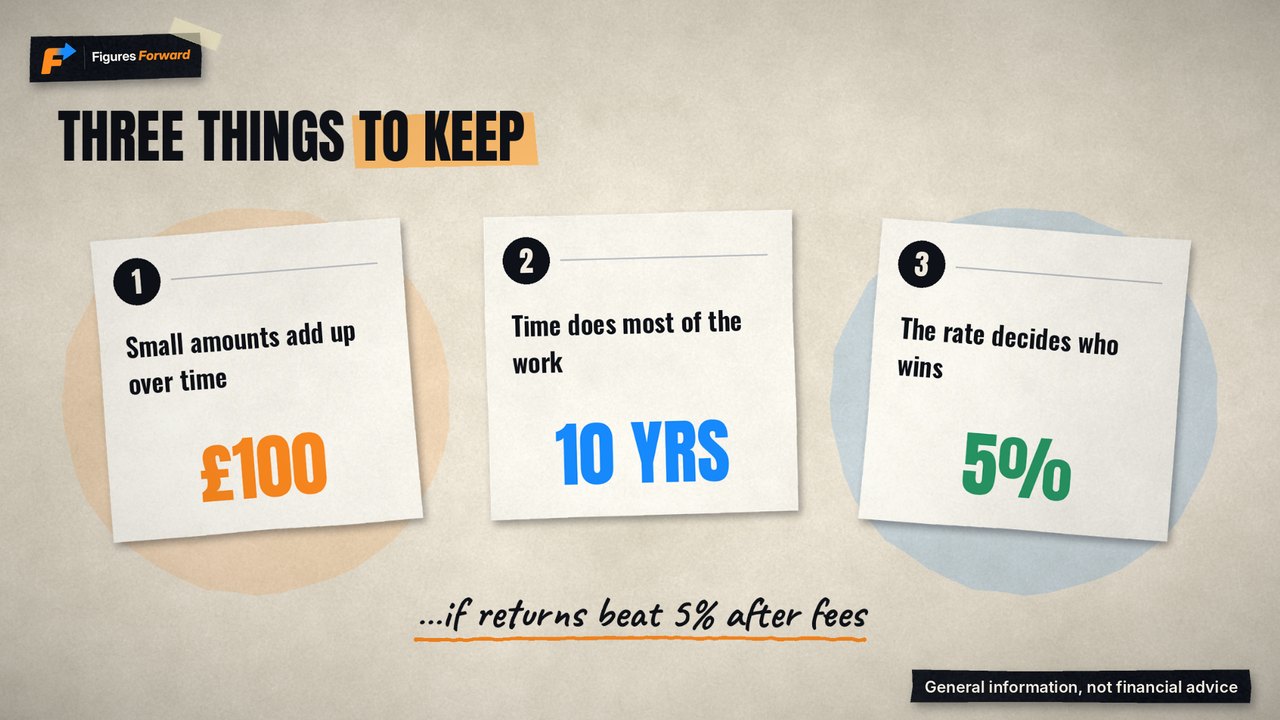 Figures Forward
THREE THINGS TO KEEP
1
Small amounts add up
over time
£100
2
Time does most of the
work
10 YRS
3
The rate decides who
wins
5%
...if returns beat 5% after fees
General information, not financial advice